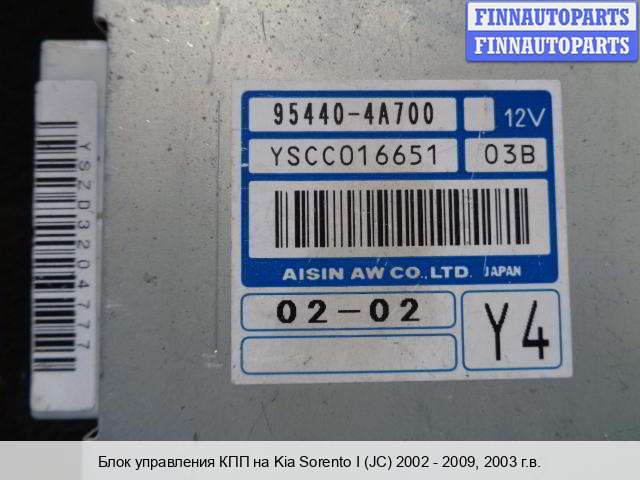 FINNAUTOPARTS
FINNAUTOPARTS
95440-4A700
12V
YSCC016651
03B
AISIN AW CO.,LTD. JAPAN
02-02
Y4
YS2D32047777
Блок управления КПП на Kia Sorento I (JC) 2002 - 2009, 2003 г.в.